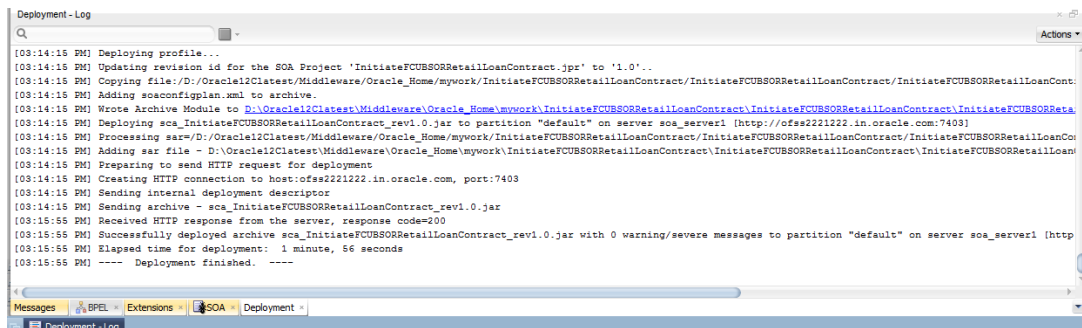 Deployment - Log
Actions
[03:14:15 PM] Deploying profile...
[03:14:15 PM] Updating revision id for the SOA Project 'InitiateFCUBSORRetailLoanContract.jpr' to '1.0'..
[03:14:15 PM] Copying file:/D:/Oracle12Clatest/Middleware/Oracle_Home/mywork/InitiateFCUBSORRetailLoanContract/InitiateFCUBSORRetailLoanContract/InitiateFCUBSORRetailLoanCont
[03:14:15 PM] Adding soaconfigplan.xml to archive.
[03:14:15 PM] Wrote Archive Module to D:\Oracle12Clatest\Middleware\Oracle_Home\mywork\InitiateFCUBSORRetailLoanContract\InitiateFCUBSORRetailLoanContract\InitiateFCUBSORReta
[03:14:15 PM] Deploying sca_InitiateFCUBSORRetailLoanContract_rev1.0.jar to partition "default" on server soa_server1 [http://ofss2221222.in.oracle.com:7403]
[03:14:15 PM] Processing sar=/D:/Oracle12Clatest/Middleware/Oracle_Home/mywork/InitiateFCUBSORRetailLoanContract/InitiateFCUBSORRetailLoanContract/InitiateFCUBSORRetailLoanCo
[03:14:15 PM] Adding sar file - D:\Oracle12Clatest\Middleware\Oracle_Home\mywork\InitiateFCUBSORRetailLoanContract\InitiateFCUBSORRetailLoanContract\InitiateFCUBSORRetailLoan
[03:14:15 PM] Preparing to send HTTP request for deployment
[03:14:15 PM] Creating HTTP connection to host:ofss2221222.in.oracle.com, port:7403
[03:14:15 PM] Sending internal deployment descriptor
[03:14:15 PM] Sending archive - sca_InitiateFCUBSORRetailLoanContract_rev1.0.jar
[03:15:55 PM] Received HTTP response from the server, response code=200
[03:15:55 PM] Successfully deployed archive sca_InitiateFCUBSORRetailLoanContract_rev1.0.jar with 0 warning/severe messages to partition "default" on server soa_server1 [http
[03:15:55 PM] Elapsed time for deployment:  1 minute, 56 seconds
[03:15:55 PM] ----  Deployment finished.  ----
Messages BPEL Extensions SOA Deployment
Deployment - Log